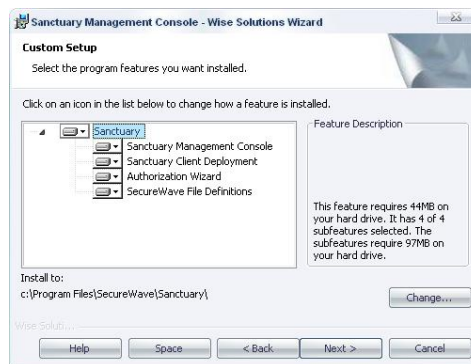 Sanctuary Management Console - Wise Solutions Wizard
Custom Setup
Select the program features you want installed.
Click on an icon in the list below to change how a feature is installed.
Sanctuary
Sanctuary Management Console
Sanctuary Client Deployment
Authorization Wizard
SecureWave File Definitions
Feature Description
This feature requires 44MB on
your hard drive. It has 4 of 4
subfeatures selected. The
subfeatures require 97MB on
your hard drive.
Install to:
c:\Program Files\SecureWave\Sanctuary\
Change...
Wise Soluti...
Help
Space
< Back
Next >
Cancel